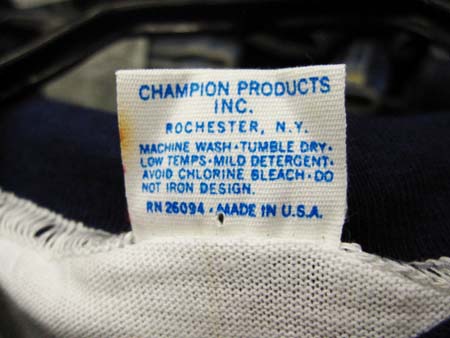 CHAMPION PRODUCTS
INC.
ROCHESTER, N.Y.
MACHINE WASH · TUMBLE DRY ·
LOW TEMPS · MILD DETERGENT ·
AVOID CHLORINE BLEACH · DO
NOT IRON DESIGN.
RN 26094 · MADE IN U.S.A.